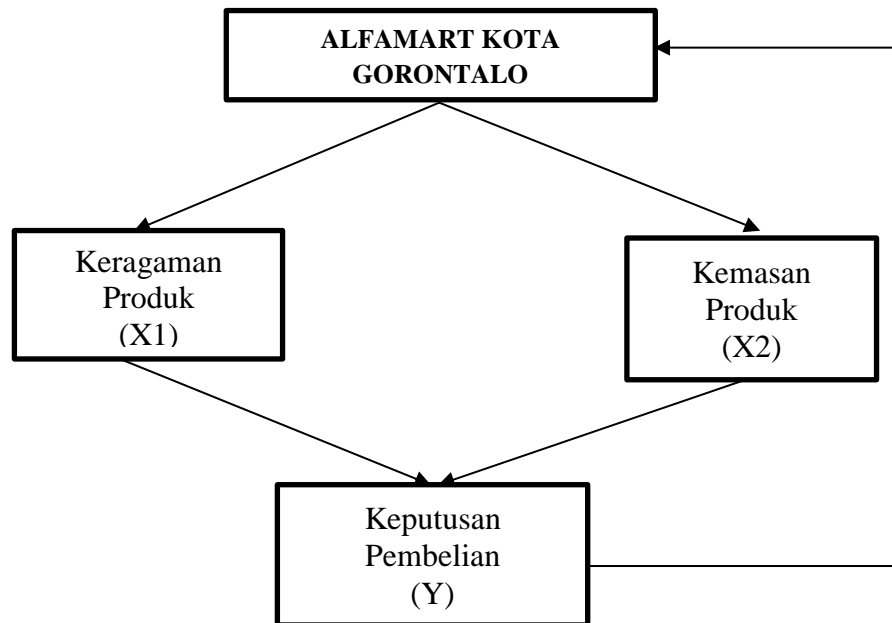 ALFAMART KOTA
GORONTALO
Keragaman
Produk
(X1)
Kemasan
Produk
(X2)
Keputusan
Pembelian
(Y)